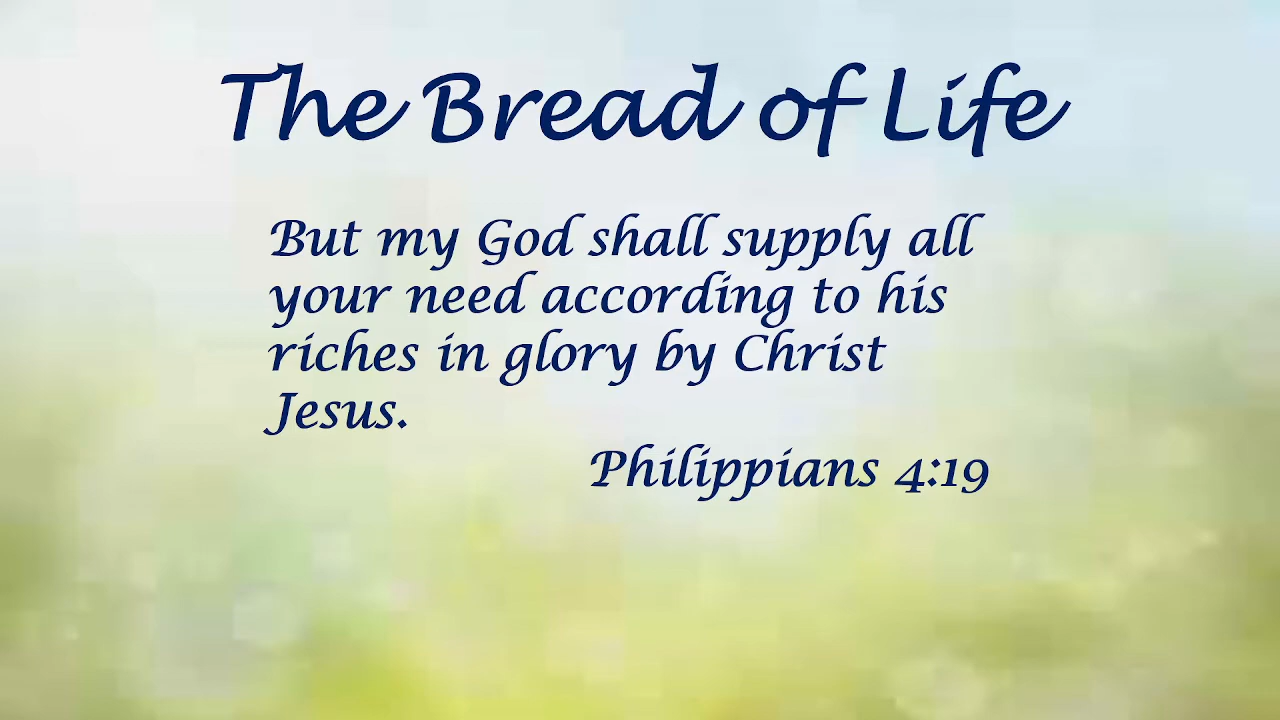 The Bread of Life
But my God shall supply all
your need according to his
riches in glory by Christ
Jesus.
Philippians 4:19